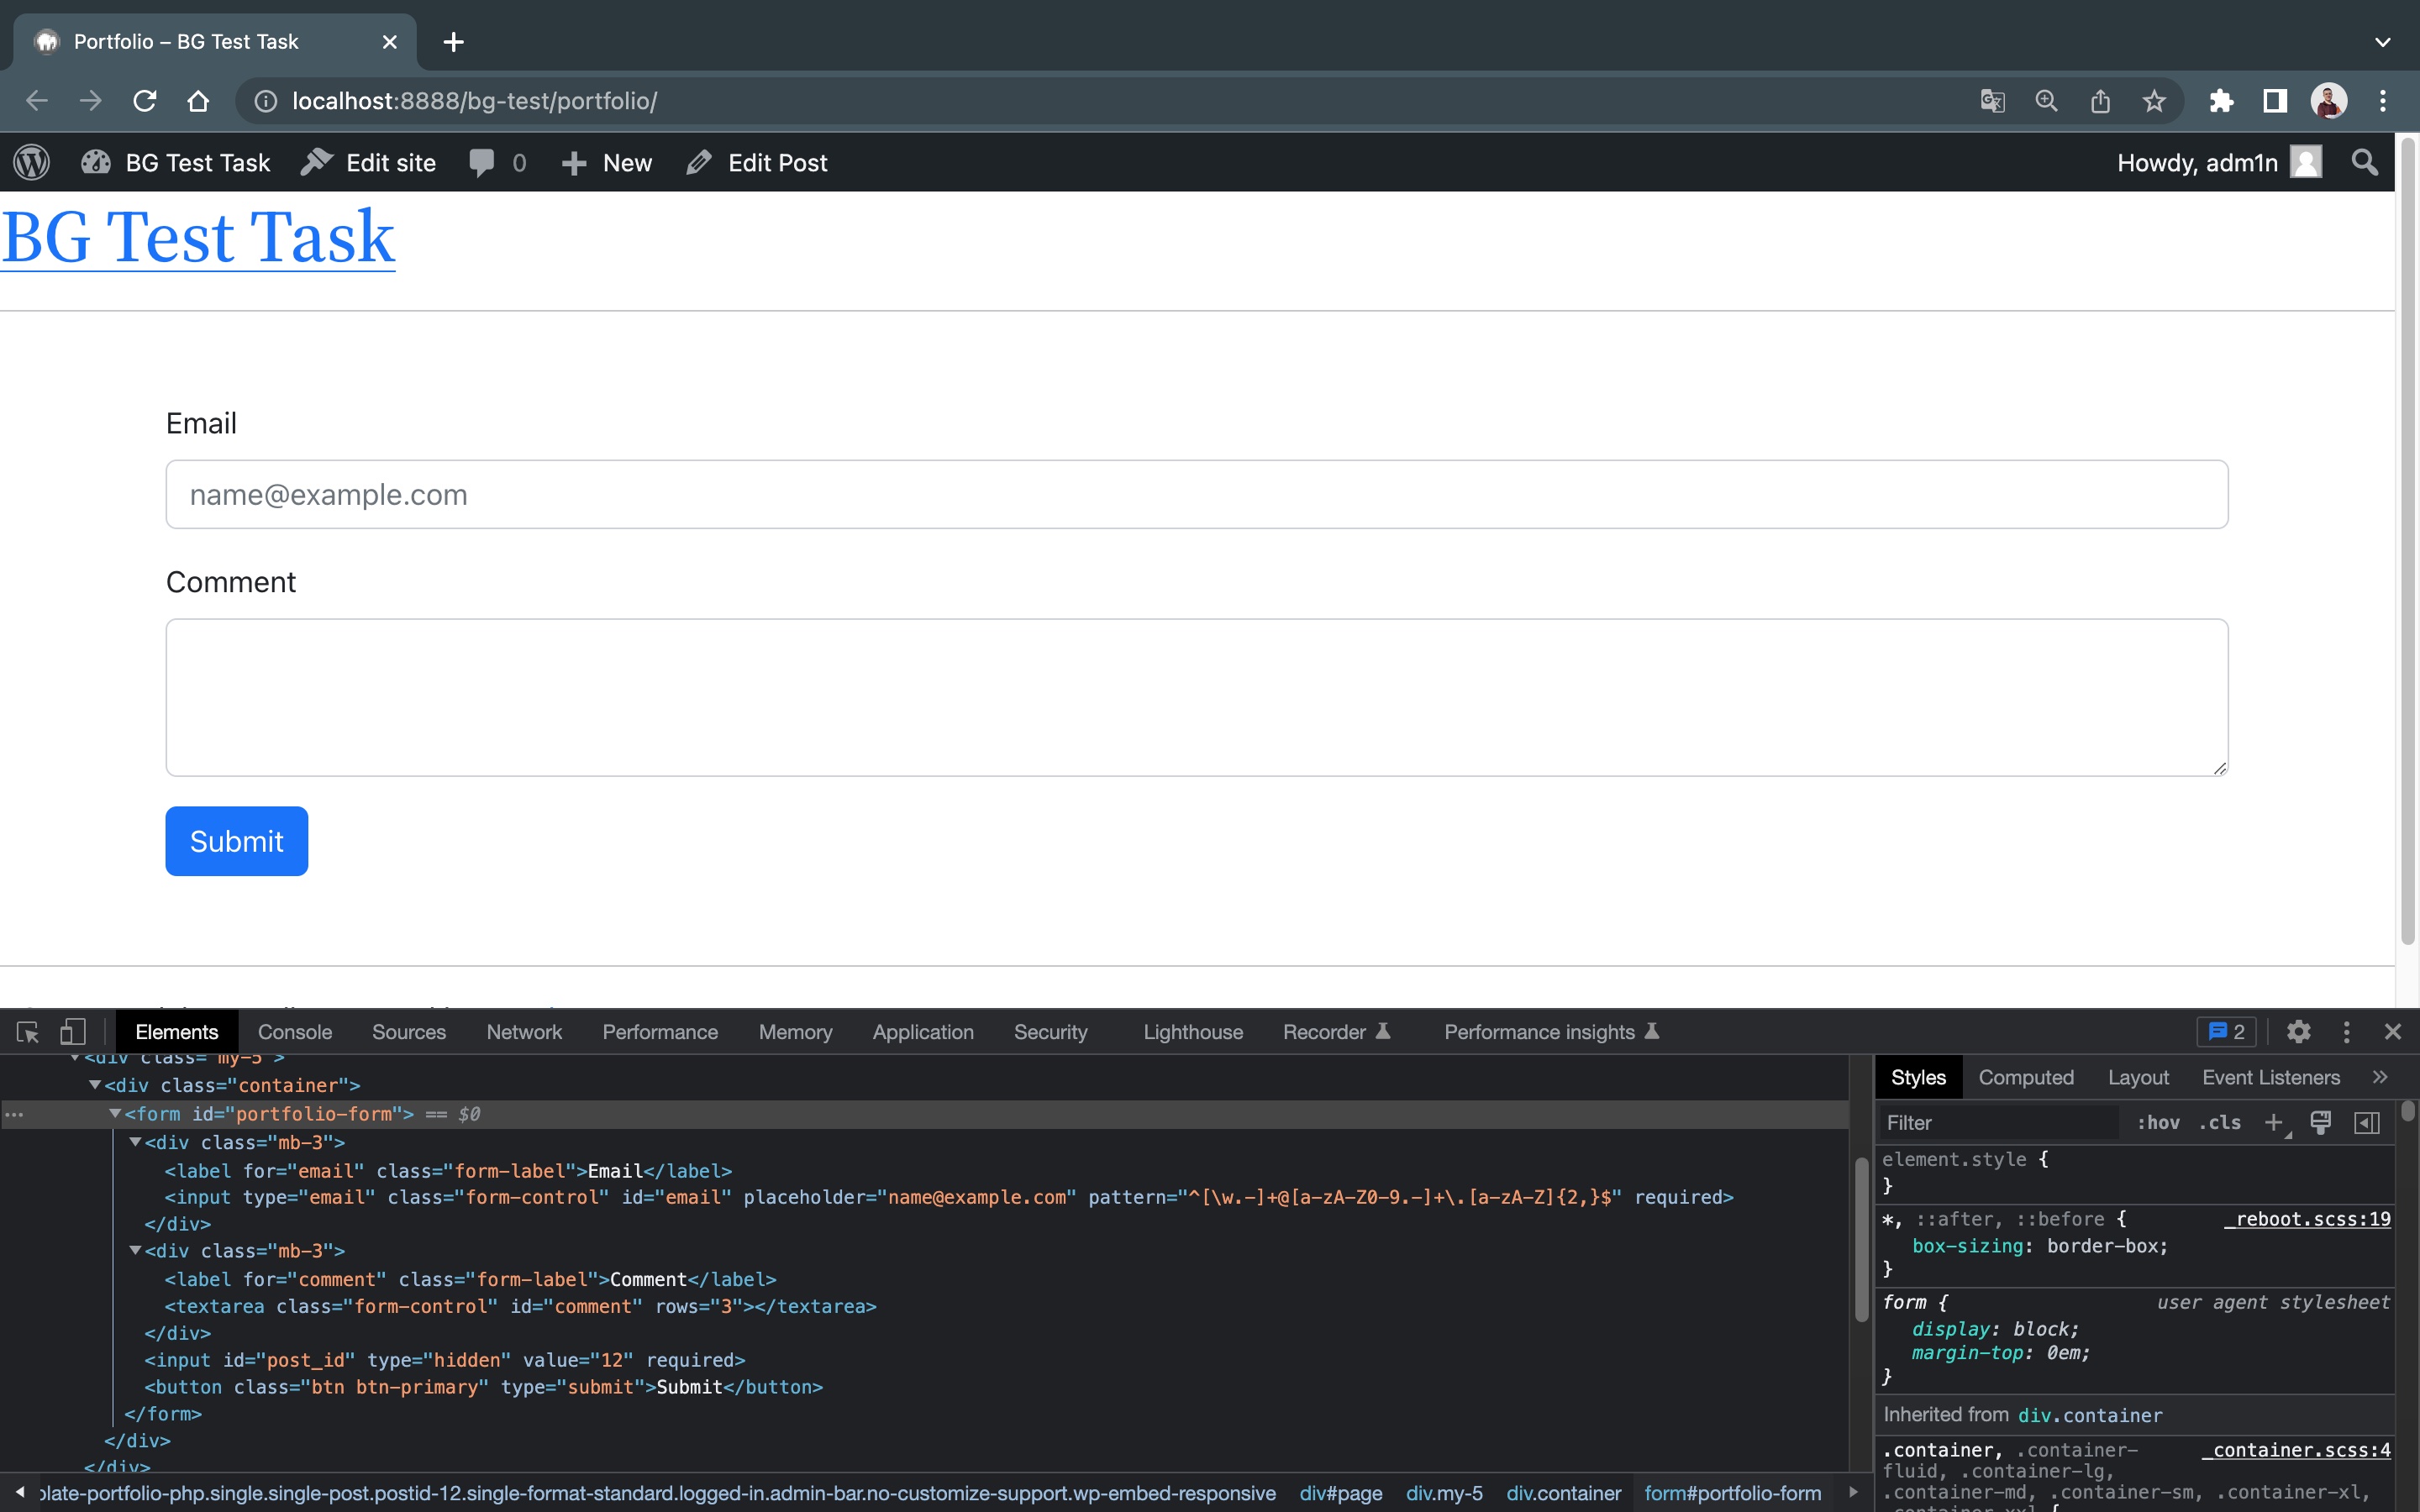 Portfolio – BG Test Task
localhost:8888/bg-test/portfolio/
BG Test Task
Edit site
0
New
Edit Post
Howdy, adm1n
BG Test Task
Email
name@example.com
Comment
Submit
Elements
Console
Sources
Network
Performance
Memory
Application
Security
Lighthouse
Recorder
Performance insights
2
<div class="my-5">
<div class="container">
<form id="portfolio-form"> == $0
<div class="mb-3">
<label for="email" class="form-label">Email</label>
<input type="email" class="form-control" id="email" placeholder="name@example.com" pattern="^[\w.-]+@[a-zA-Z0-9.-]+\.[a-zA-Z]{2,}$" required>
</div>
<div class="mb-3">
<label for="comment" class="form-label">Comment</label>
<textarea class="form-control" id="comment" rows="3"></textarea>
</div>
<input id="post_id" type="hidden" value="12" required>
<button class="btn btn-primary" type="submit">Submit</button>
</form>
</div>
</div>
plate-portfolio-php.single.single-post.postid-12.single-format-standard.logged-in.admin-bar.no-customize-support.wp-embed-responsive
div#page
div.my-5
div.container
form#portfolio-form
Styles
Computed
Layout
Event Listeners
Filter
:hov
.cls
element.style {
}
*, ::after, ::before {
_reboot.scss:19
box-sizing: border-box;
}
form {
user agent stylesheet
display: block;
margin-top: 0em;
}
Inherited from div.container
.container, .container-
_container.scss:4
fluid, .container-lg,
.container-md, .container-sm, .container-xl,
.container-xxl {